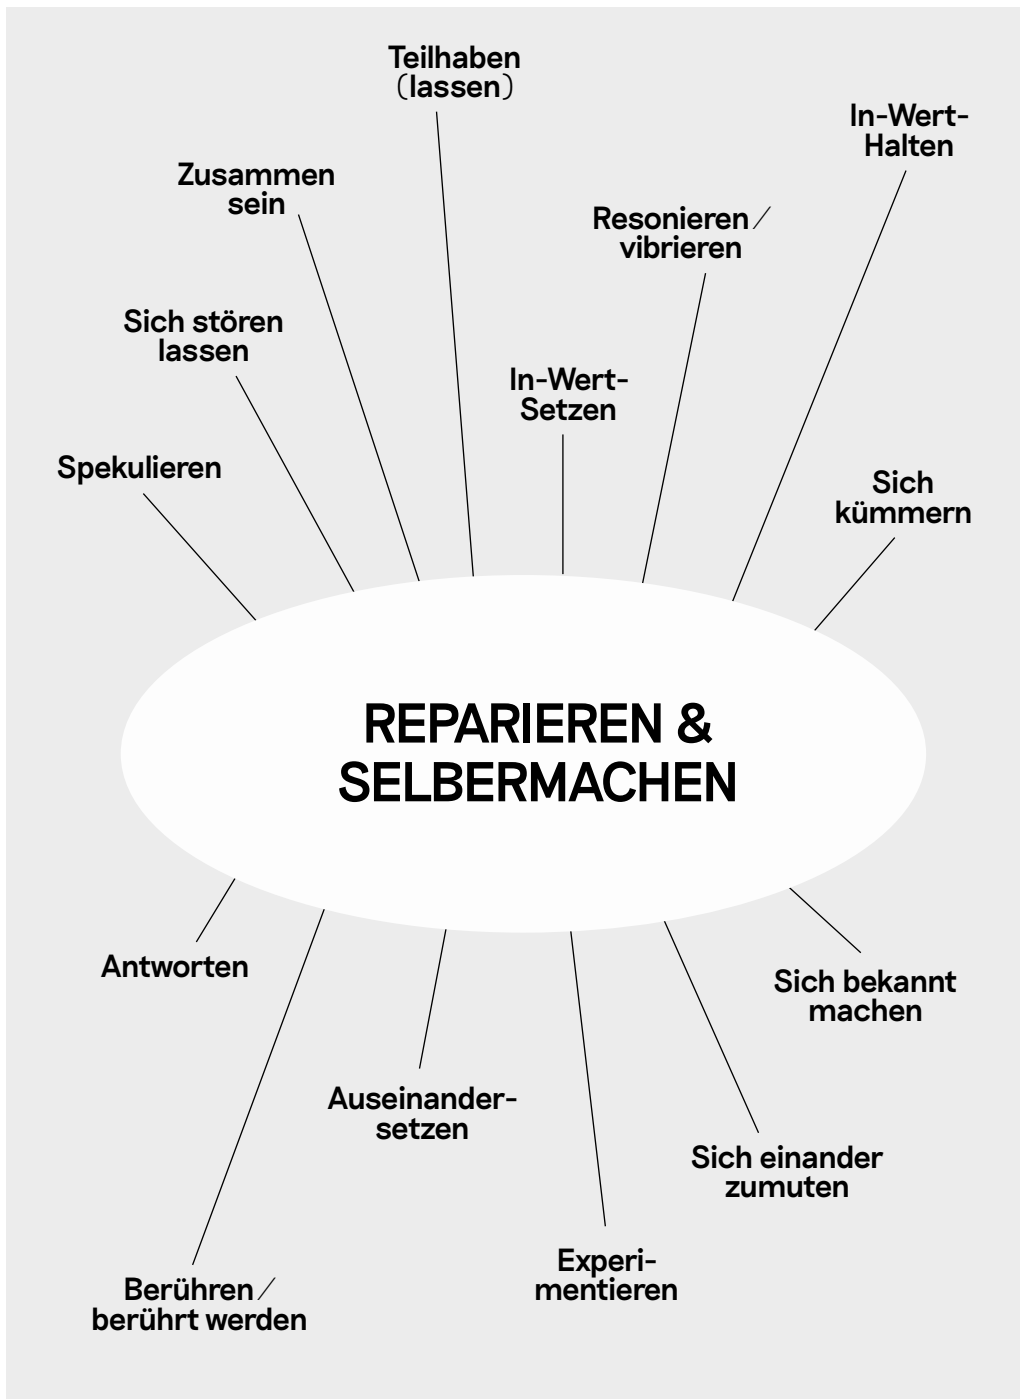 Teilhaben
(lassen)
In-Wert-
Halten
Zusammen
sein
Resonieren /
vibrieren
Sich stören
lassen
In-Wert-
Setzen
Spekulieren
Sich
kümmern
REPARIEREN &
SELBERMACHEN
Antworten
Sich bekannt
machen
Auseinander-
setzen
Sich einander
zumuten
Experi-
mentieren
Berühren /
berührt werden